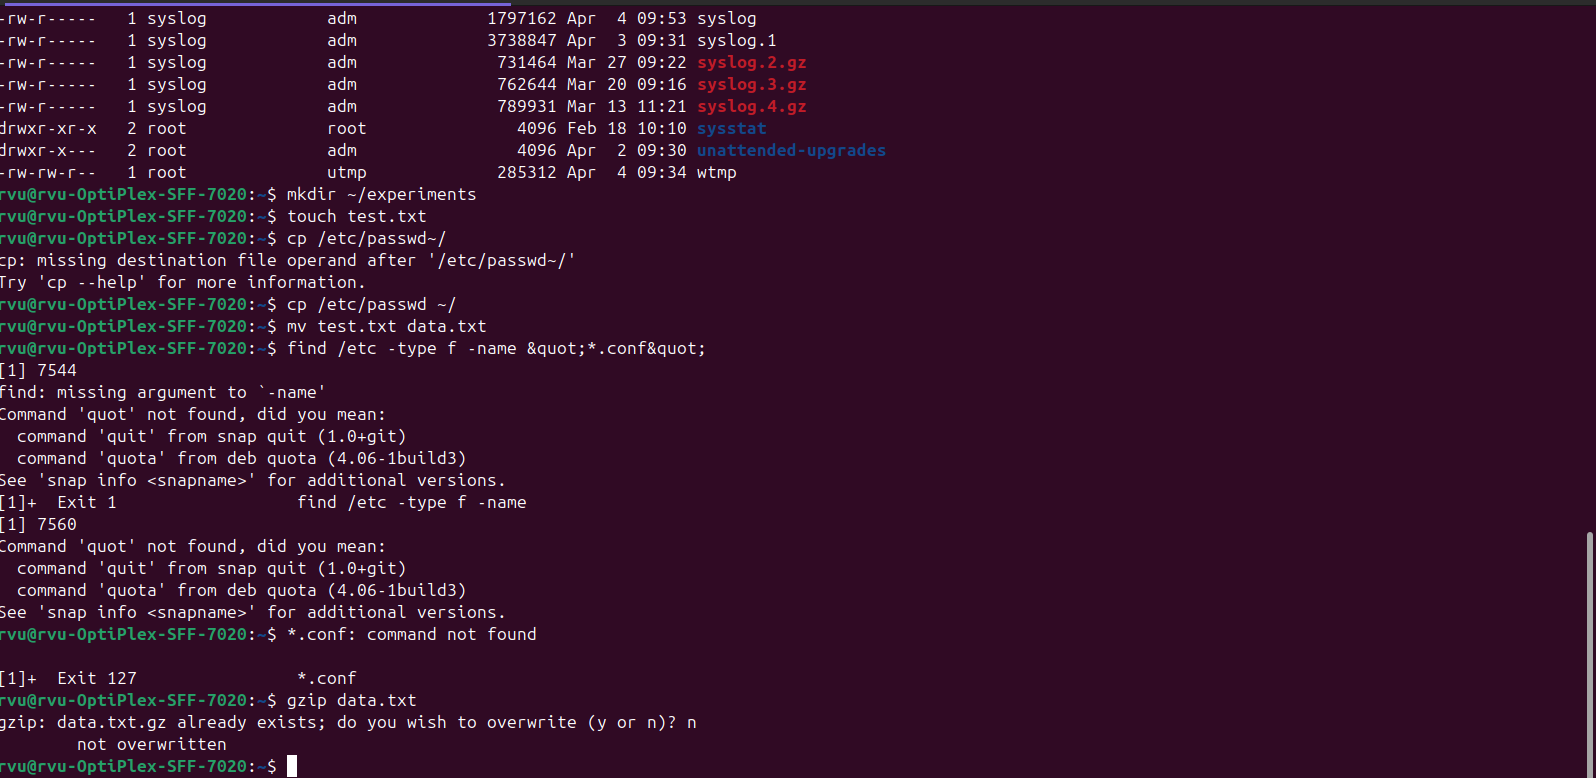 -rw-r----- 1 syslog adm 1797162 Apr 4 09:53 syslog
-rw-r----- 1 syslog adm 3738847 Apr 3 09:31 syslog.1
-rw-r----- 1 syslog adm 731464 Mar 27 09:22 syslog.2.gz
-rw-r----- 1 syslog adm 762644 Mar 20 09:16 syslog.3.gz
-rw-r----- 1 syslog adm 789931 Mar 13 11:21 syslog.4.gz
drwxr-xr-x 2 root root 4096 Feb 18 10:10 sysstat
drwxr-x--- 2 root adm 4096 Apr 2 09:30 unattended-upgrades
-rw-rw-r-- 1 root utmp 285312 Apr 4 09:34 wtmp
rvu@rvu-OptiPlex-SFF-7020:~$ mkdir ~/experiments
rvu@rvu-OptiPlex-SFF-7020:~$ touch test.txt
rvu@rvu-OptiPlex-SFF-7020:~$ cp /etc/passwd~/
cp: missing destination file operand after '/etc/passwd~/'
Try 'cp --help' for more information.
rvu@rvu-OptiPlex-SFF-7020:~$ cp /etc/passwd ~/
rvu@rvu-OptiPlex-SFF-7020:~$ mv test.txt data.txt
rvu@rvu-OptiPlex-SFF-7020:~$ find /etc -type f -name &quot;*.conf&quot;
[1] 7544
find: missing argument to `-name'
Command 'quot' not found, did you mean:
  command 'quit' from snap quit (1.0+git)
  command 'quota' from deb quota (4.06-1build3)
See 'snap info <snapname>' for additional versions.
[1]+  Exit 1                  find /etc -type f -name
[1] 7560
Command 'quot' not found, did you mean:
  command 'quit' from snap quit (1.0+git)
  command 'quota' from deb quota (4.06-1build3)
See 'snap info <snapname>' for additional versions.
rvu@rvu-OptiPlex-SFF-7020:~$ *.conf: command not found
[1]+  Exit 127                *.conf
rvu@rvu-OptiPlex-SFF-7020:~$ gzip data.txt
gzip: data.txt.gz already exists; do you wish to overwrite (y or n)? n
        not overwritten
rvu@rvu-OptiPlex-SFF-7020:~$